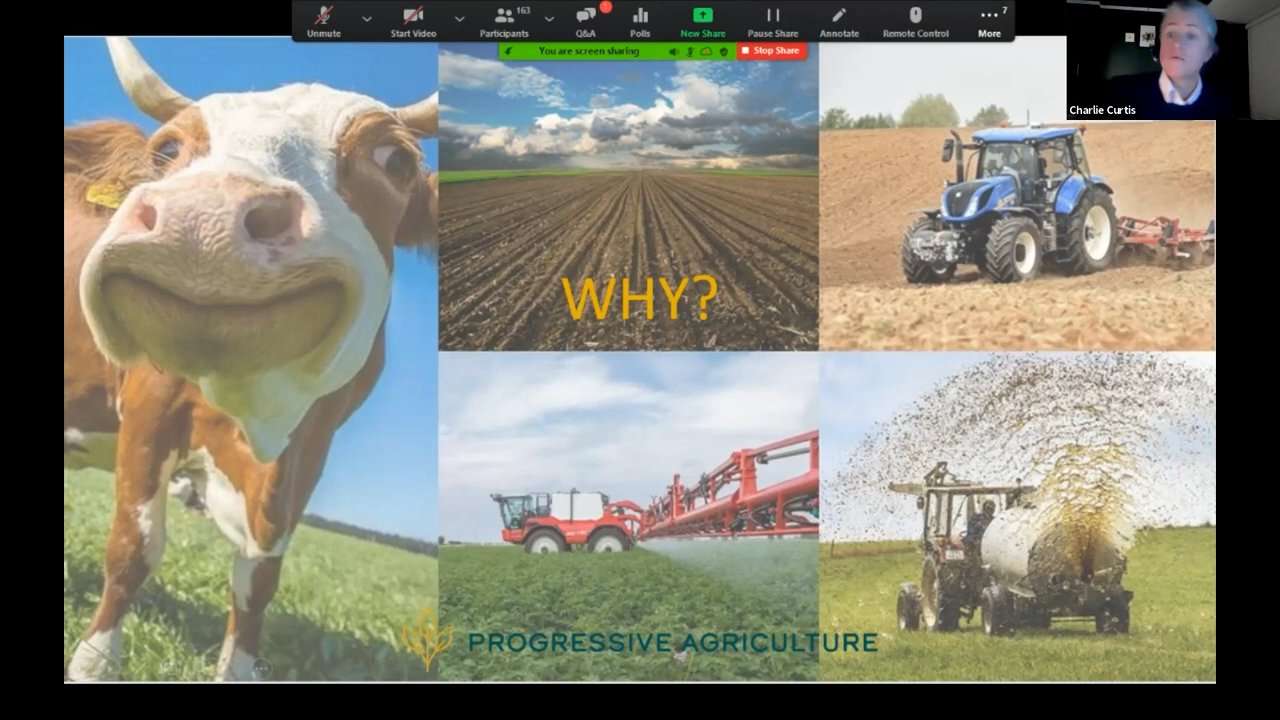 163
7
Unmute
Start Video
Participants
Q&A
Polls
New Share
Pause Share
Annotate
Remote Control
More
You are screen sharing
Stop Share
Charlie Curtis
WHY?
PROGRESSIVE AGRICULTURE